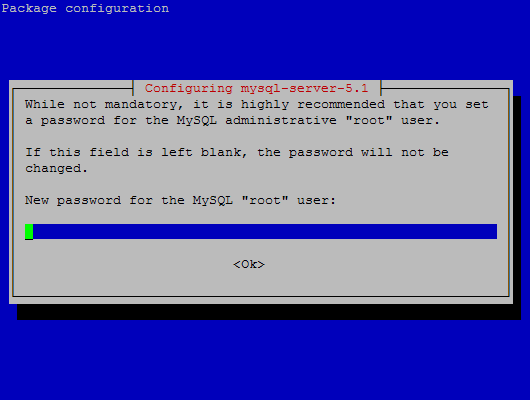 Package configuration
Configuring mysql-server-5.1
While not mandatory, it is highly recommended that you set
a password for the MySQL administrative "root" user.
If this field is left blank, the password will not be
changed.
New password for the MySQL "root" user:
<Ok>